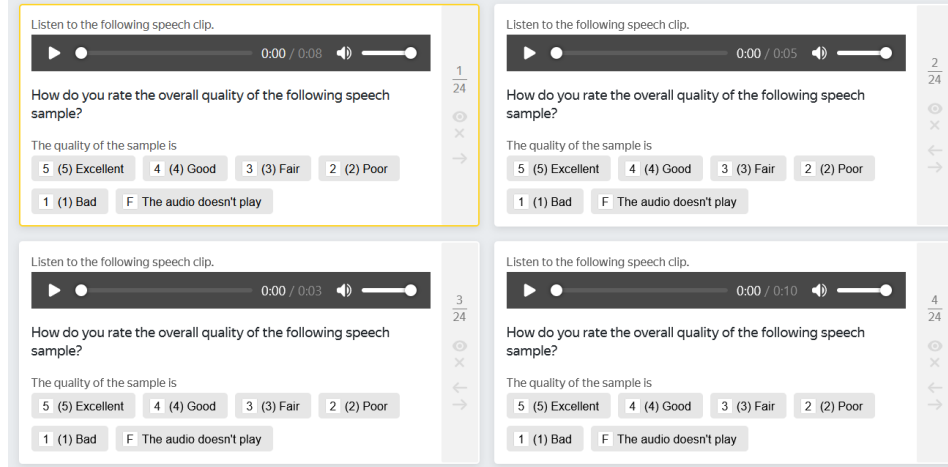 Listen to the following speech clip.
0:00 / 0:08
1
24
How do you rate the overall quality of the following speech
sample?
The quality of the sample is
5 (5) Excellent 4 (4) Good 3 (3) Fair 2 (2) Poor
1 (1) Bad F The audio doesn't play
Listen to the following speech clip.
0:00 / 0:05
2
24
How do you rate the overall quality of the following speech
sample?
The quality of the sample is
5 (5) Excellent 4 (4) Good 3 (3) Fair 2 (2) Poor
1 (1) Bad F The audio doesn't play
Listen to the following speech clip.
0:00 / 0:03
3
24
How do you rate the overall quality of the following speech
sample?
The quality of the sample is
5 (5) Excellent 4 (4) Good 3 (3) Fair 2 (2) Poor
1 (1) Bad F The audio doesn't play
Listen to the following speech clip.
0:00 / 0:10
4
24
How do you rate the overall quality of the following speech
sample?
The quality of the sample is
5 (5) Excellent 4 (4) Good 3 (3) Fair 2 (2) Poor
1 (1) Bad F The audio doesn't play